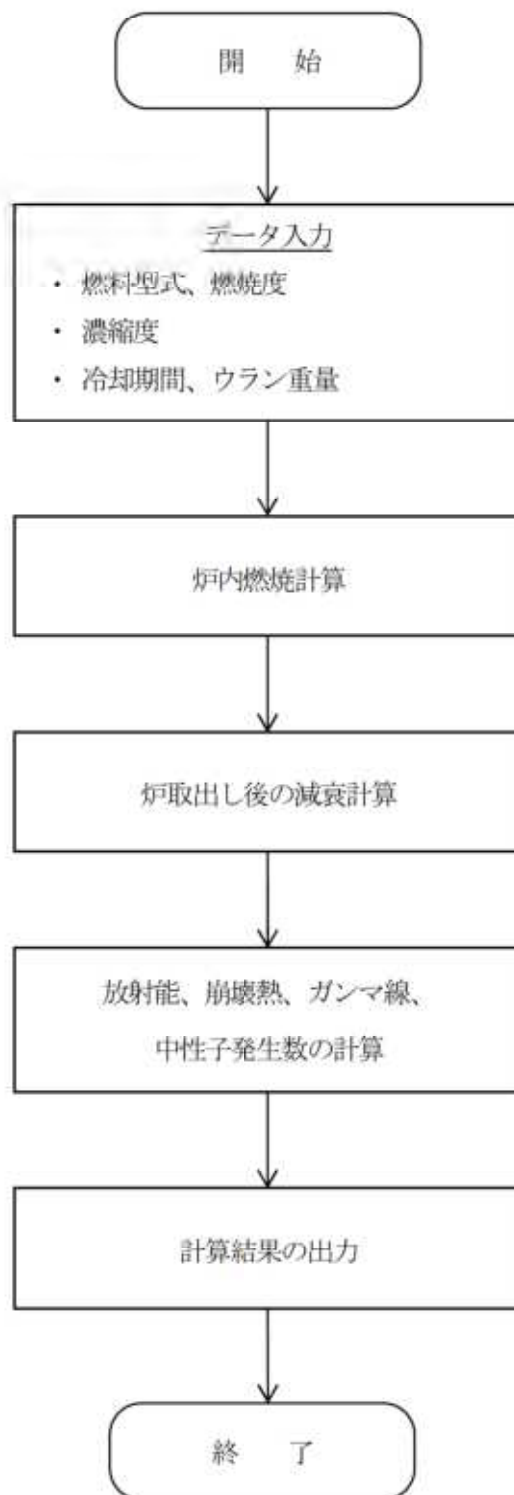 開　始
データ入力
・ 燃料型式、燃焼度
・ 濃縮度
・ 冷却期間、ウラン重量
炉内燃焼計算
炉取出し後の減衰計算
放射能、崩壊熱、ガンマ線、
中性子発生数の計算
計算結果の出力
終　了